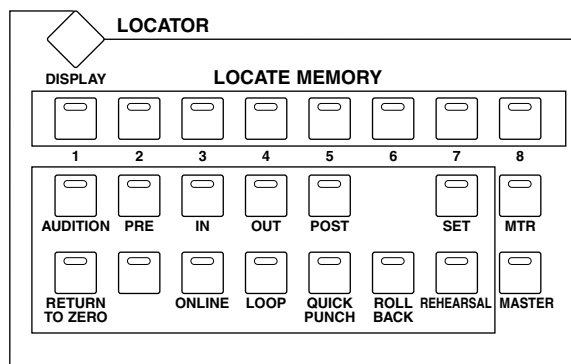 LOCATOR
DISPLAY
LOCATE MEMORY
1 2 3 4 5 6 7 8
AUDITION PRE IN OUT POST SET MTR
RETURN TO ZERO ONLINE LOOP QUICK PUNCH ROLL BACK REHEARSAL MASTER